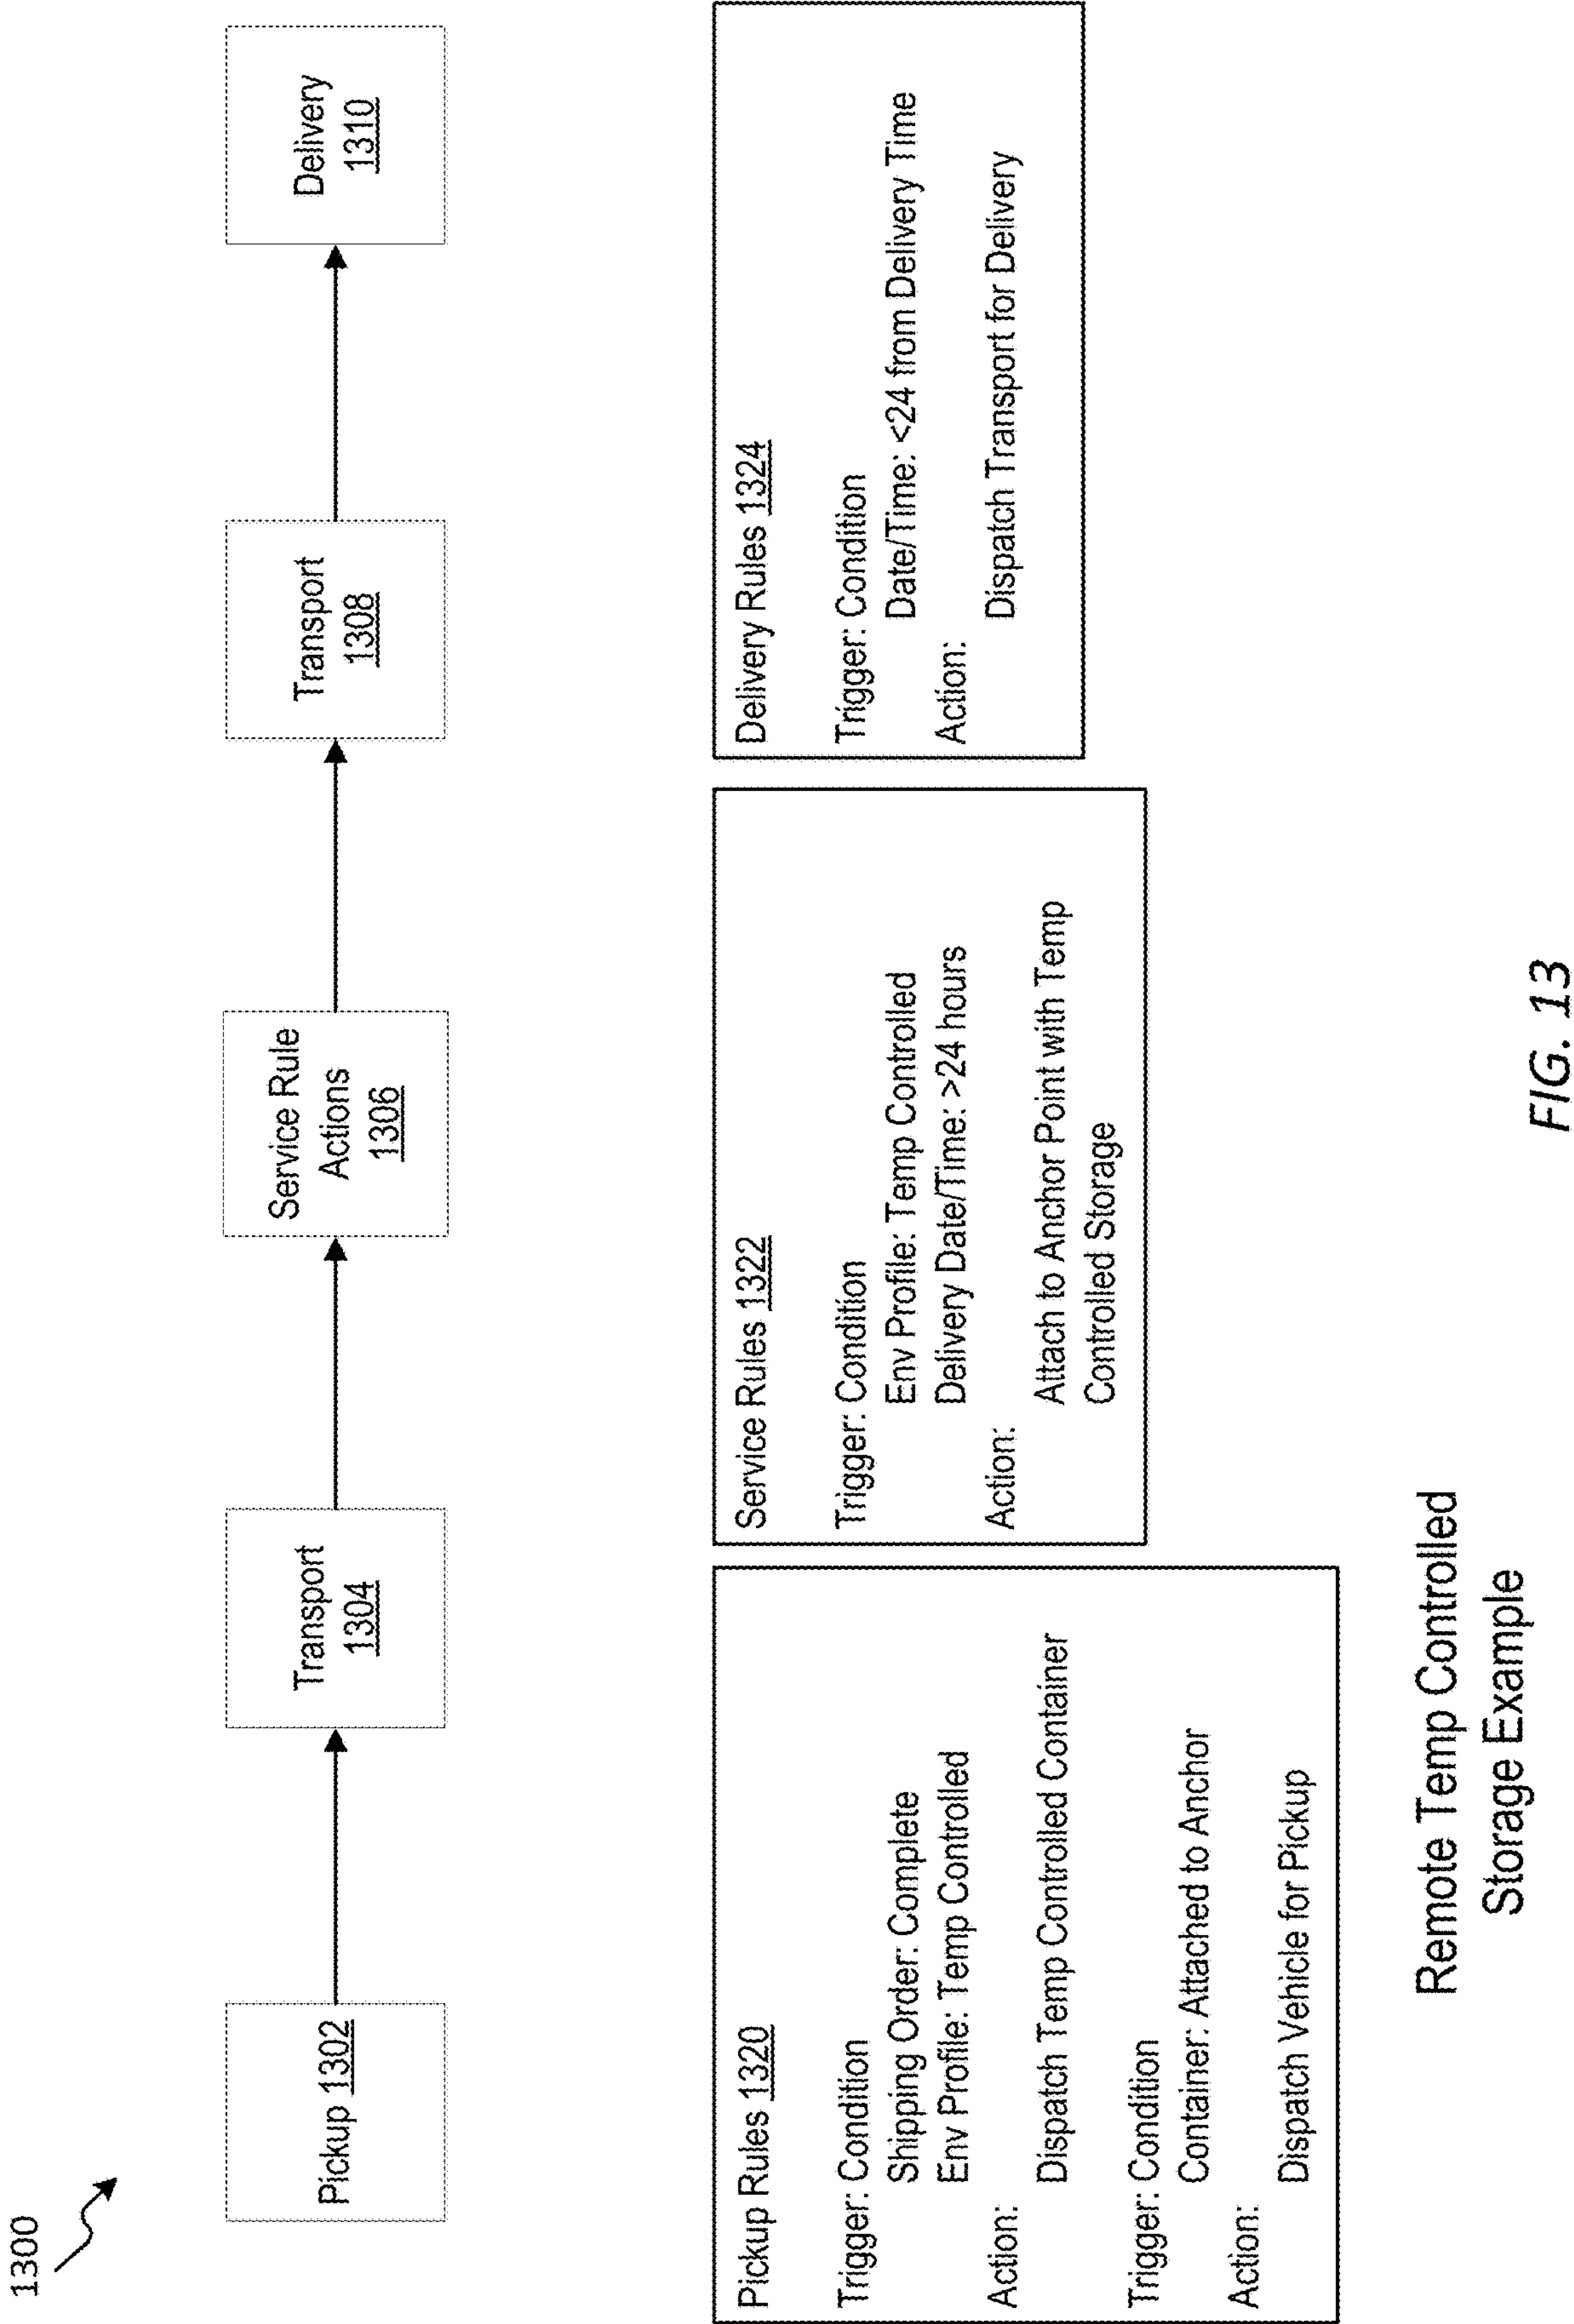 1300
Pickup 1302
Transport
1304
Service Rule
Actions
1306
Transport
1308
Delivery
1310
Pickup Rules 1320
Trigger: Condition
Shipping Order: Complete
Env Profile: Temp Controlled
Action:
Dispatch Temp Controlled Container
Trigger: Condition
Container: Attached to Anchor
Action:
Dispatch Vehicle for Pickup
Service Rules 1322
Trigger: Condition
Env Profile: Temp Controlled
Delivery Date/Time: >24 hours
Action:
Attach to Anchor Point with Temp
Controlled Storage
Delivery Rules 1324
Trigger: Condition
Date/Time: <24 from Delivery Time
Action:
Dispatch Transport for Delivery
Remote Temp Controlled
Storage Example
FIG. 13